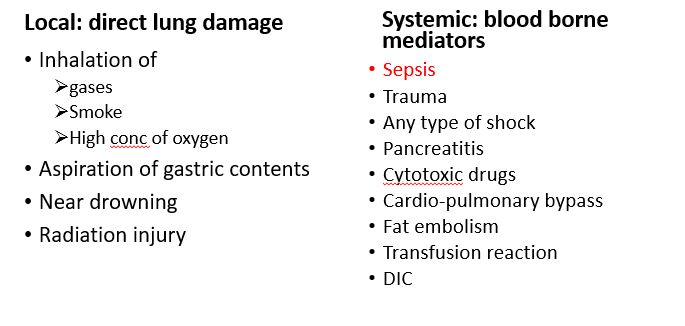 Local: direct lung damage
• Inhalation of
➢gases
➢Smoke
➢High conc of oxygen
• Aspiration of gastric contents
• Near drowning
• Radiation injury
Systemic: blood borne
mediators
• Sepsis
• Trauma
• Any type of shock
• Pancreatitis
• Cytotoxic drugs
• Cardio-pulmonary bypass
• Fat embolism
• Transfusion reaction
• DIC